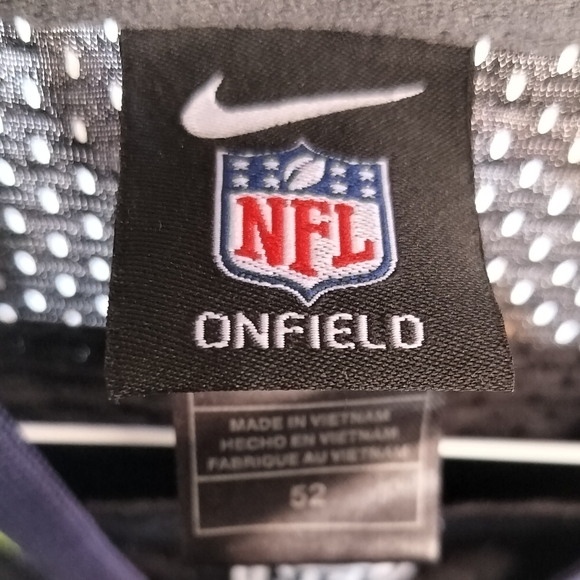 NFL
ONFIELD
MADE IN VIETNAM
HECHO EN VIETNAM
FABRIQUE AU VIETNAM
52